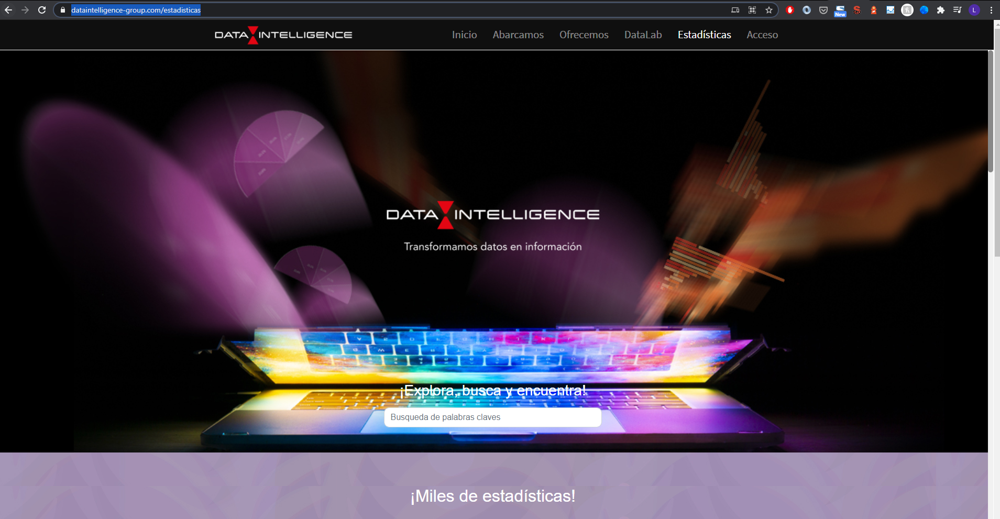 dataintelligence-group.com/estadisticas
New
L
DATA INTELLIGENCE
Inicio
Abarcamos
Ofrecemos
DataLab
Estadísticas
Acceso
DATA INTELLIGENCE
Transformamos datos en información
¡Explora, busca y encuentra!
Busqueda de palabras claves
¡Miles de estadísticas!